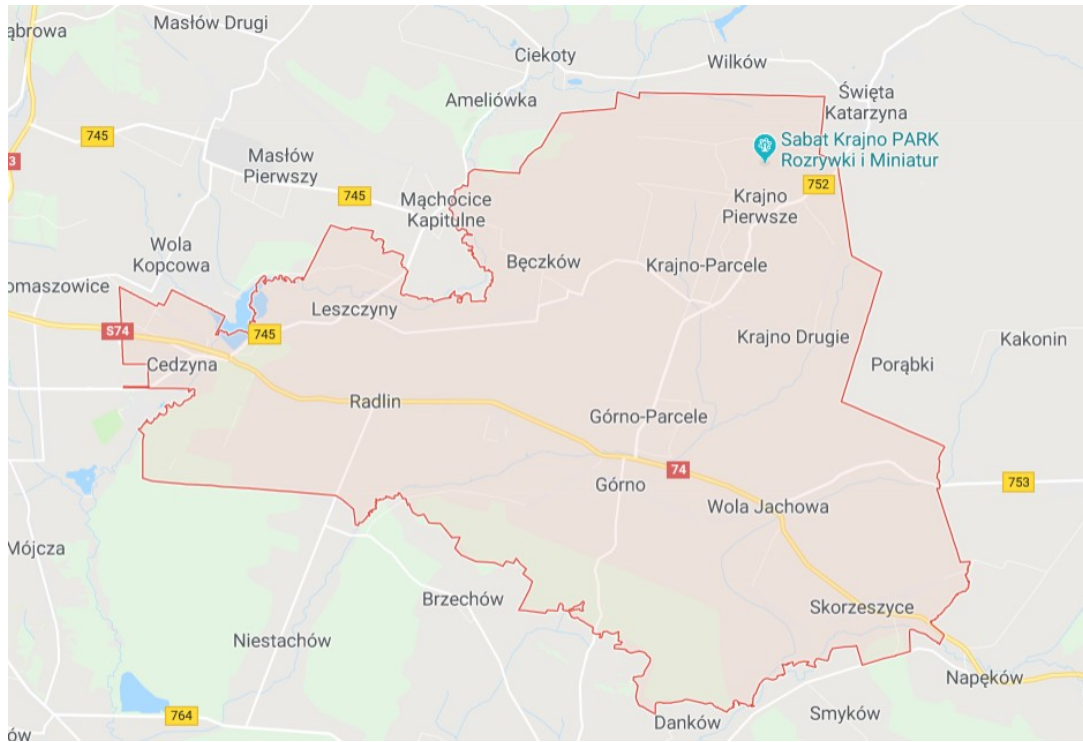 Masłów Drugi
ąbrowa
Ciekoty
Wilków
Święta
Katarzyna
Ameliówka
745
Sabat Krajno PARK
Rozrywki i Miniatur
3
Masłów
Pierwszy
745
752
Mąchocice
Kapitulne
Krajno
Pierwsze
Wola
Kopcowa
Bęczków
Krajno-Parcele
omaszowice
Leszczyny
S74
745
Krajno Drugie
Kakonin
Cedzyna
Porąbki
Radlin
Górno-Parcele
74
Górno
753
Wola Jachowa
Mójcza
Brzechów
Skorzeszyce
Niestachów
Napęków
764
Danków
Smyków
ów